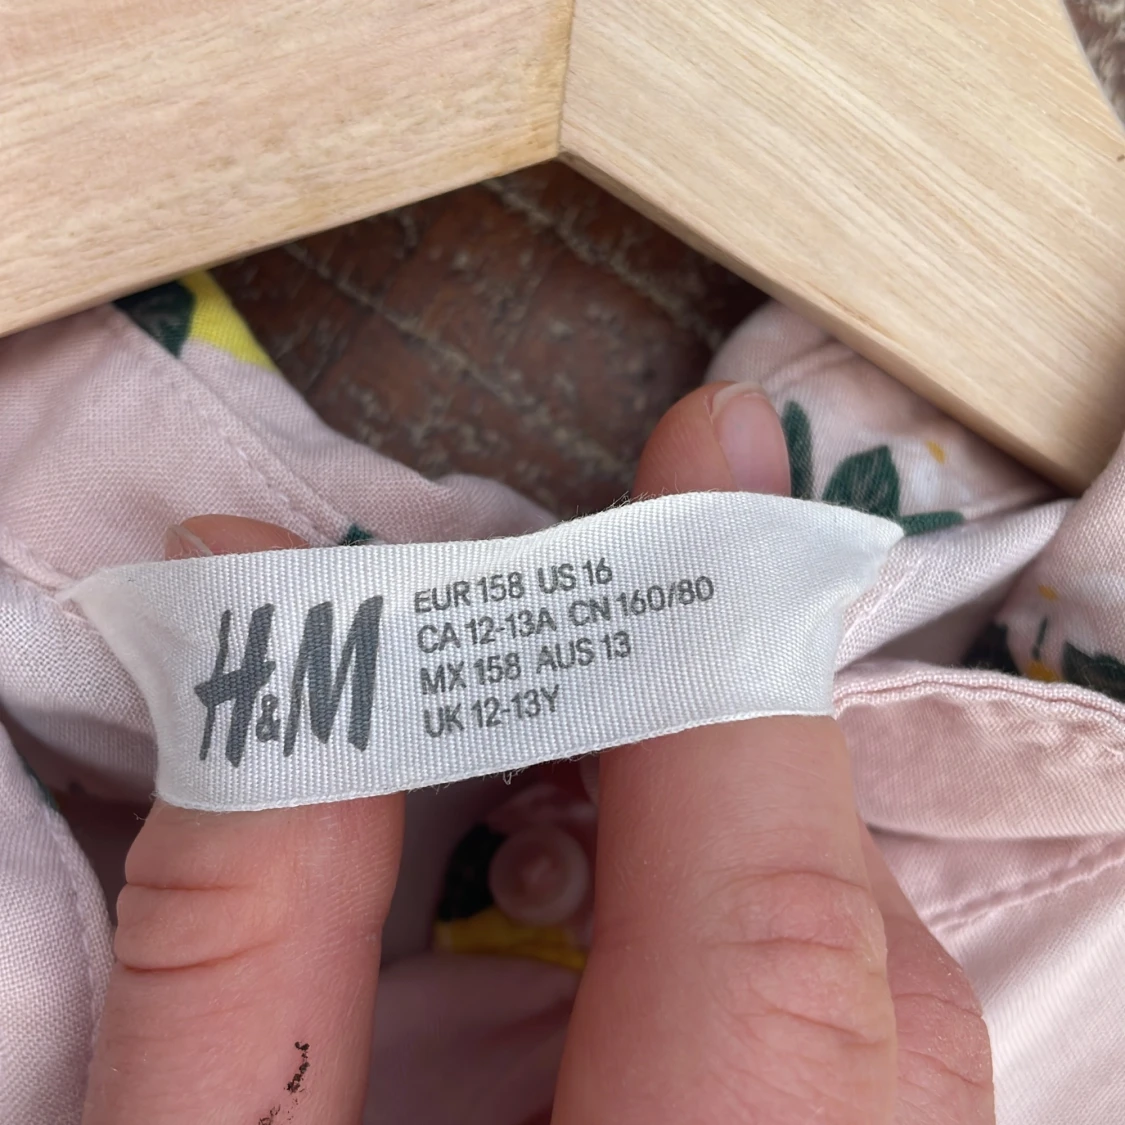 H&M
EUR 158 US 16
CA 12-13A CN 160/80
MX 158 AUS 13
UK 12-13Y